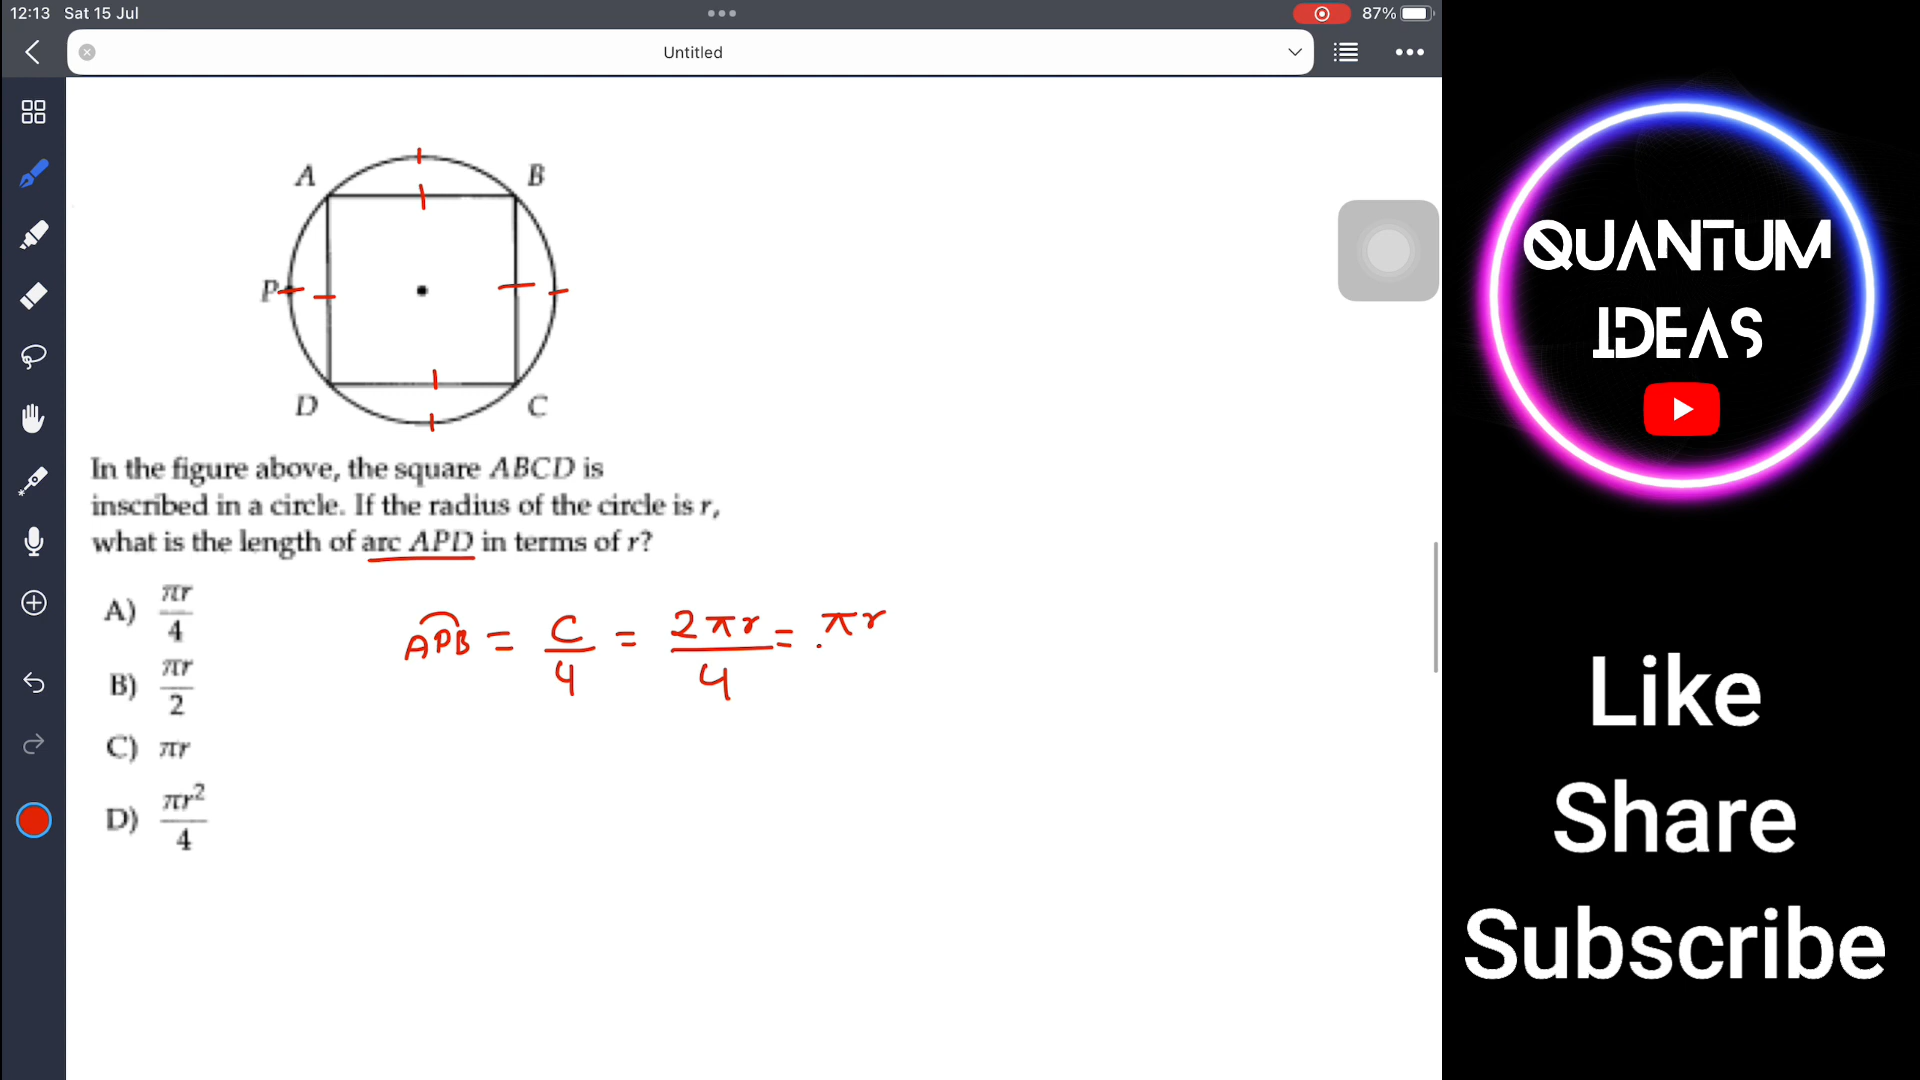 12:13 Sat 15 Jul
87%
Untitled
A B
P
D C
In the figure above, the square ABCD is
inscribed in a circle. If the radius of the circle is r,
what is the length of arc APD in terms of r?
A) πr/4
B) πr/2
C) πr
D) πr²/4
APB = C/4 = 2πr/4 = πr
QUANTUM
IDEAS
Like
Share
Subscribe